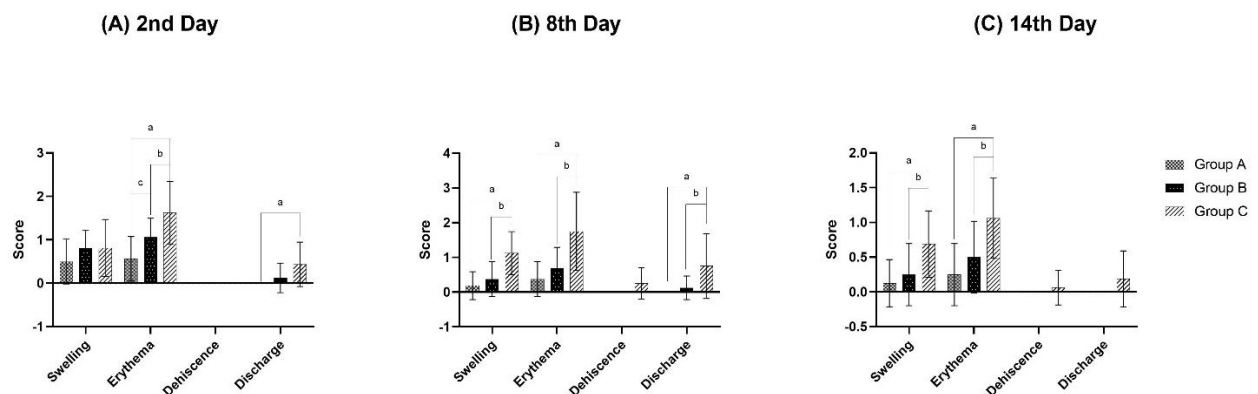 (A) 2nd Day
(B) 8th Day
(C) 14th Day
Score
3
2
1
0
-1
a
b
c
a
Swelling
Erythema
Dehiscence
Discharge
Score
4
3
2
1
0
-1
a
b
a
b
a
b
Swelling
Erythema
Dehiscence
Discharge
Score
2.0
1.5
1.0
0.5
0.0
-0.5
a
b
a
b
Swelling
Erythema
Dehiscence
Discharge
Group A
Group B
Group C